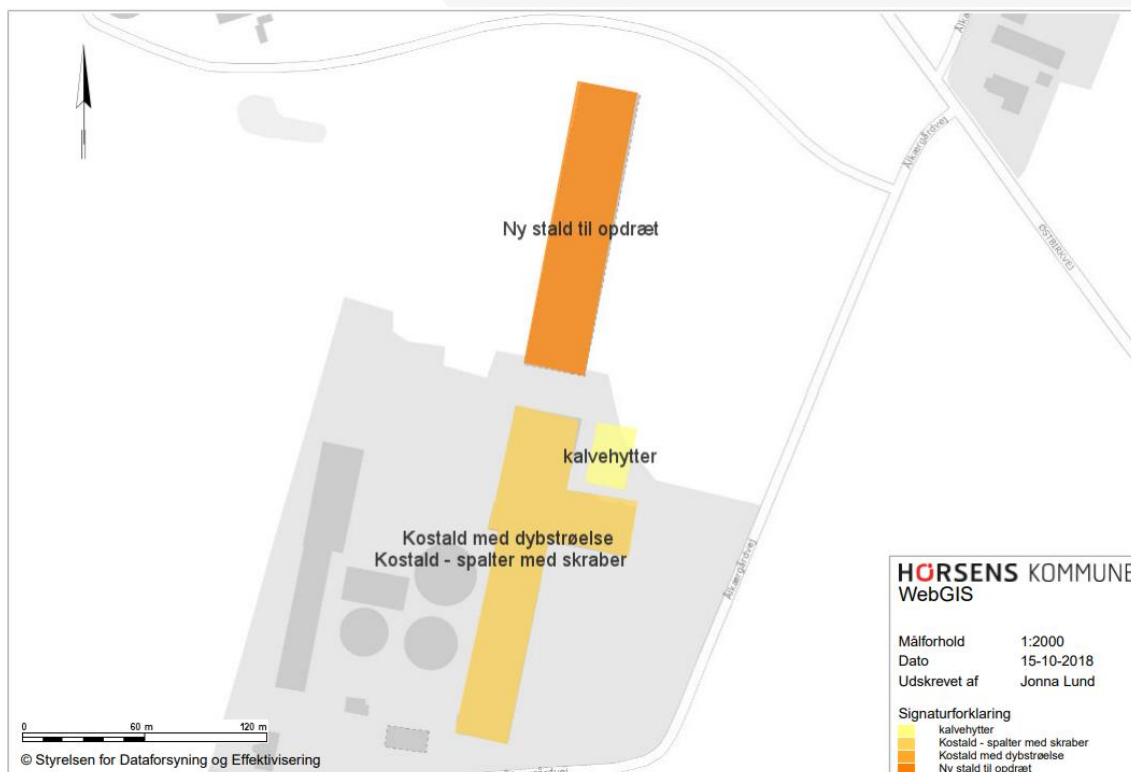 Ålkærgårdvej
ØSTBIRKVEJ
Ny stald til opdræt
kalvehytter
Kostald med dybstrøelse
Kostald - spalter med skraber
Ålkærgårdvej
HORSENS KOMMUNE
WebGIS
Målforhold 1:2000
Dato 15-10-2018
Udskrevet af Jonna Lund
Signaturforklaring
kalvehytter
Kostald - spalter med skraber
Kostald med dybstrøelse
Ny stald til opdræt
0 60 m 120 m
© Styrelsen for Dataforsyning og Effektivisering